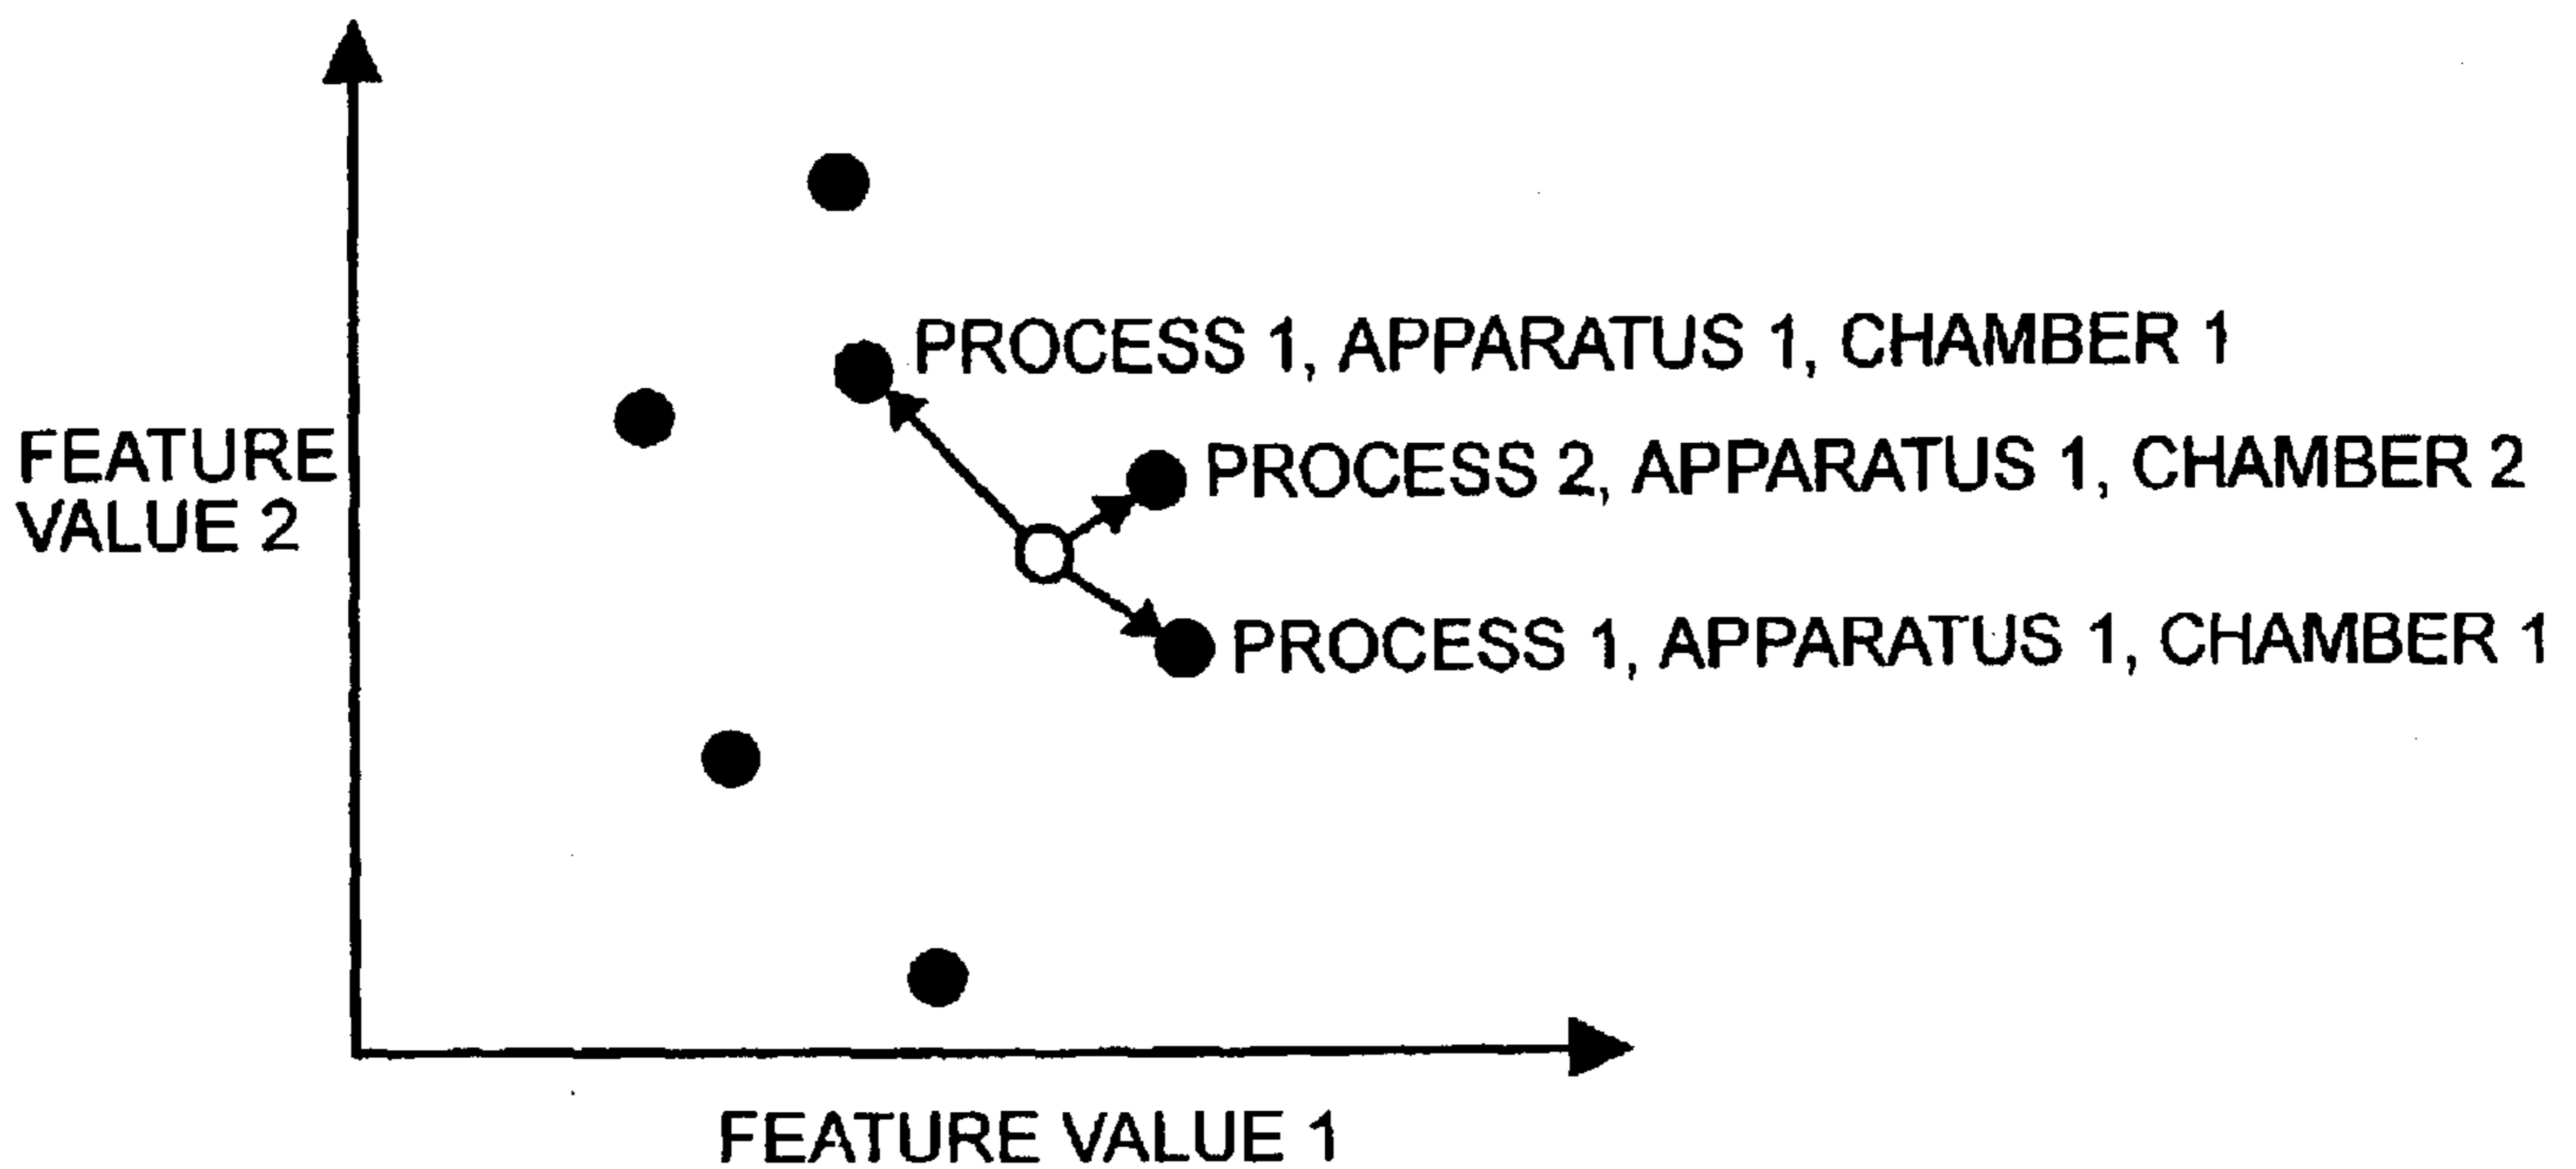 PROCESS 1, APPARATUS 1, CHAMBER 1
FEATURE
VALUE 2
PROCESS 2, APPARATUS 1, CHAMBER 2
PROCESS 1, APPARATUS 1, CHAMBER 1
FEATURE VALUE 1